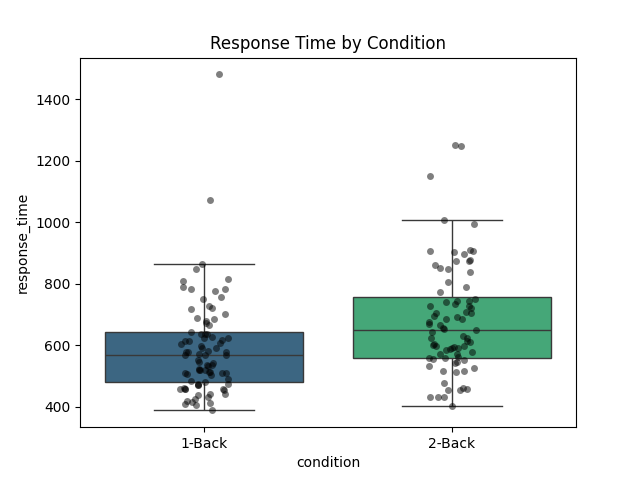 Response Time by Condition
response_time
1400
1200
1000
800
600
400
1-Back
2-Back
condition